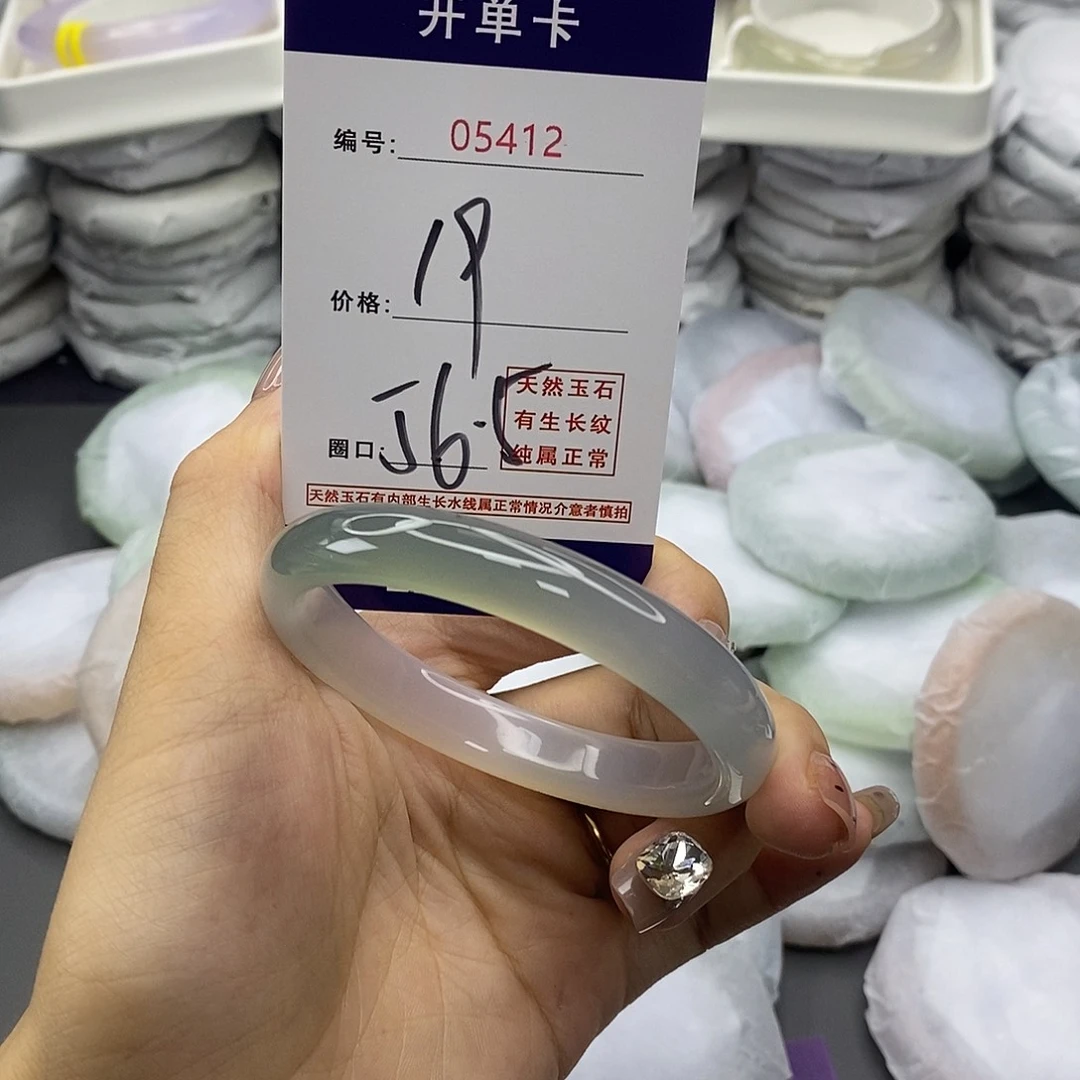 开单卡
编号: 05412
价格: 19
圈口: 56.5
天然玉石
有生长纹
纯属正常
天然玉石有内部生长水线属正常情况介意者慎拍